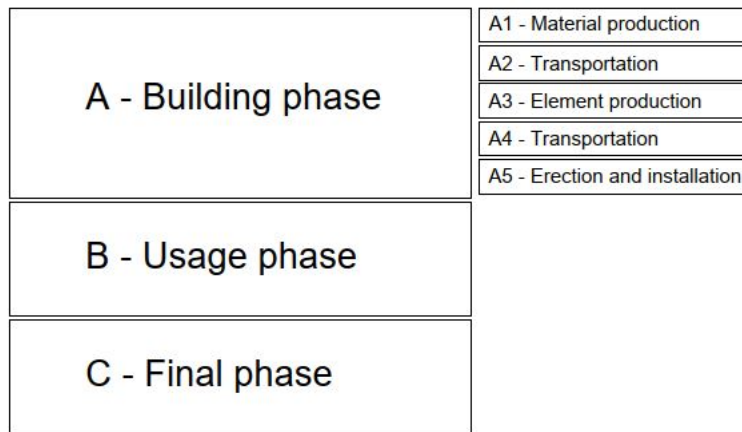 A - Building phase
A1 - Material production
A2 - Transportation
A3 - Element production
A4 - Transportation
A5 - Erection and installation
B - Usage phase
C - Final phase